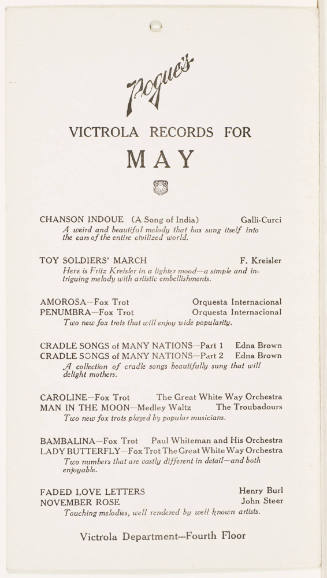 Pogue's
VICTROLA RECORDS FOR
MAY
CHANSON INDOUE (A Song of India) Galli-Curci
A weird and beautiful melody that has sung itself into
the ears of the entire civilized world.
TOY SOLDIERS' MARCH F. Kreisler
Here is Fritz Kreisler in a lighter mood—a simple and in-
triguing melody with artistic embellishments.
AMOROSA—Fox Trot Orquesta Internacional
PENUMBRA—Fox Trot Orquesta Internacional
Two new fox trots that will enjoy wide popularity.
CRADLE SONGS of MANY NATIONS—Part 1 Edna Brown
CRADLE SONGS of MANY NATIONS—Part 2 Edna Brown
A collection of cradle songs beautifully sung that will
delight mothers.
CAROLINE—Fox Trot The Great White Way Orchestra
MAN IN THE MOON—Medley Waltz The Troubadours
Two new fox trots played by popular musicians.
BAMBALINA—Fox Trot Paul Whiteman and His Orchestra
LADY BUTTERFLY—Fox Trot The Great White Way Orchestra
Two numbers that are vastly different in detail—and both
enjoyable.
FADED LOVE LETTERS Henry Burl
NOVEMBER ROSE John Steer
Touching melodies, well rendered by well known artists.
Victrola Department—Fourth Floor